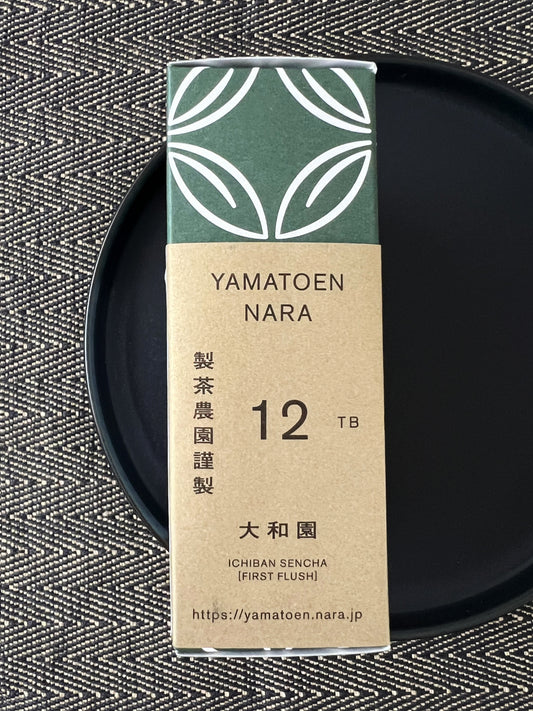 YAMATOEN
NARA
製茶農園謹製
12 TB
大和園
ICHIBAN SENCHA
[FIRST FLUSH]
https://yamatoen.nara.jp